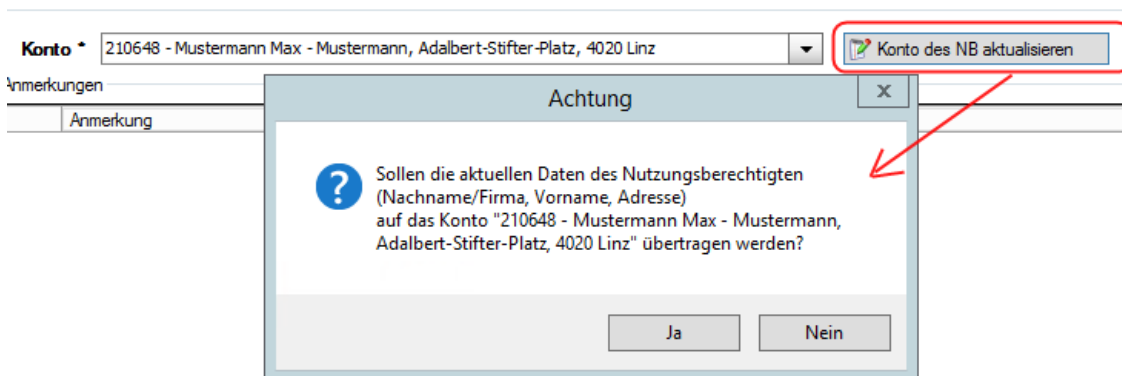 Konto * 210648 - Mustermann Max - Mustermann, Adalbert-Stifter-Platz, 4020 Linz Konto des NB aktualisieren
Anmerkungen
Anmerkung
Achtung
Sollen die aktuellen Daten des Nutzungsberechtigten
(Nachname/Firma, Vorname, Adresse)
auf das Konto "210648 - Mustermann Max - Mustermann,
Adalbert-Stifter-Platz, 4020 Linz" übertragen werden?
Ja Nein